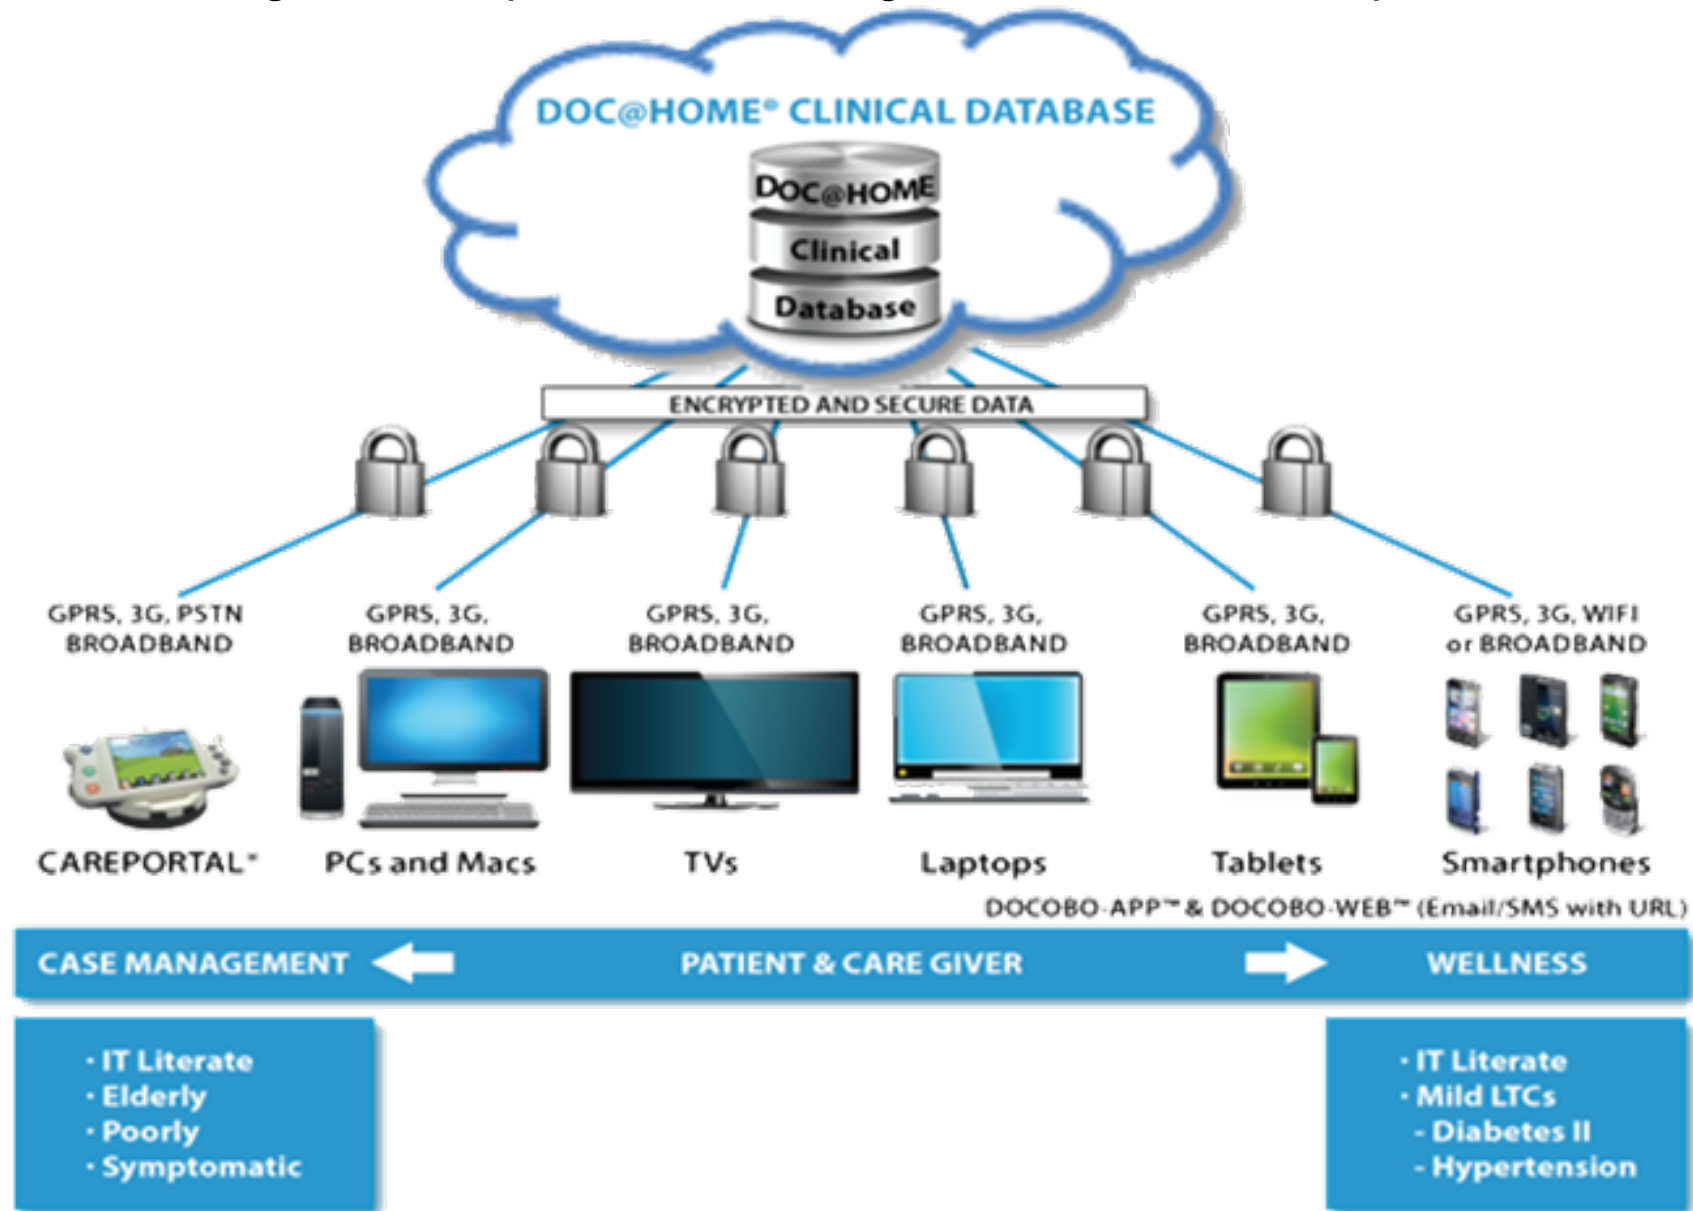 DOC@HOME® CLINICAL DATABASE
DOC@HOME
Clinical
Database
ENCRYPTED AND SECURE DATA
GPRS, 3G, PSTN
BROADBAND
GPRS, 3G,
BROADBAND
GPRS, 3G,
BROADBAND
GPRS, 3G,
BROADBAND
GPRS, 3G,
BROADBAND
GPRS, 3G, WIFI
or BROADBAND
CAREPORTAL®
PCs and Macs
TVs
Laptops
Tablets
Smartphones
DOCOBO-APP™ & DOCOBO-WEB™ (Email/SMS with URL)
CASE MANAGEMENT
PATIENT & CARE GIVER
WELLNESS
· IT Literate
· Elderly
· Poorly
· Symptomatic
· IT Literate
· Mild LTCs
- Diabetes II
- Hypertension